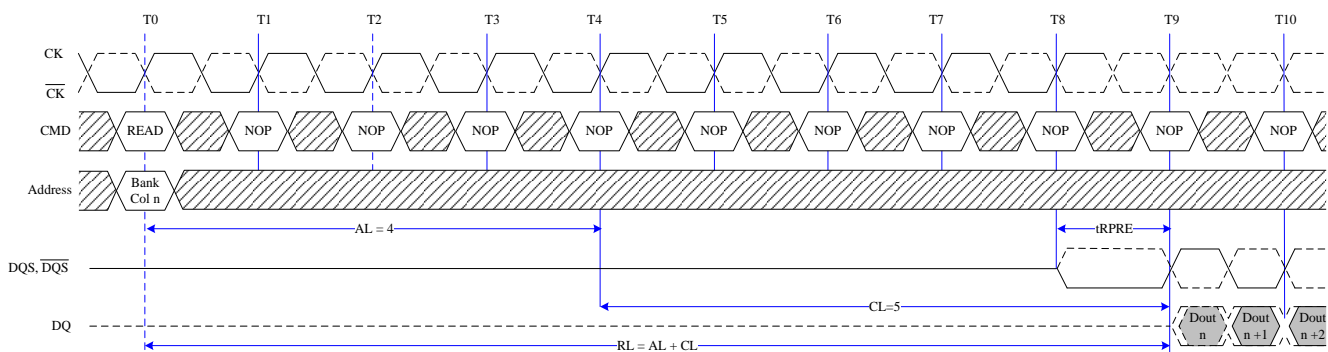 T0 T1 T2 T3 T4 T5 T6 T7 T8 T9 T10
CK
CK
CMD READ NOP NOP NOP NOP NOP NOP NOP NOP NOP NOP
Address Bank
Col n
AL = 4 tRPRE
DQS, DQS
CL=5
DQ Dout Dout Dout
n n +1 n +2
RL = AL + CL